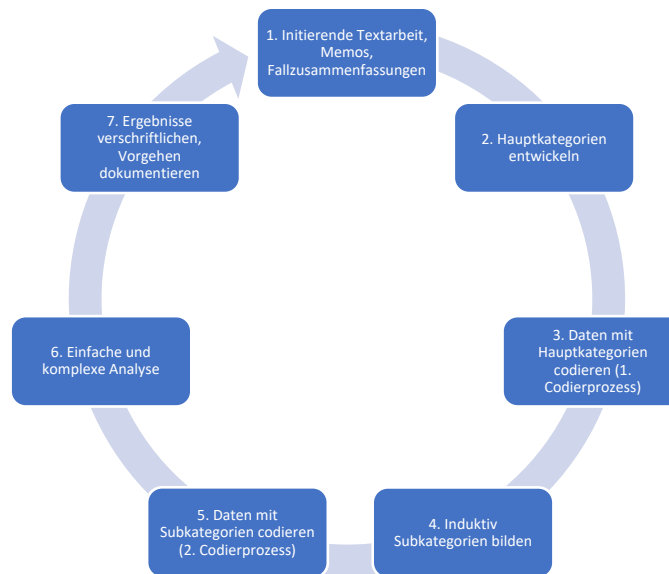 1. Initiierende Textarbeit,
Memos,
Fallzusammenfassungen
2. Hauptkategorien
entwickeln
3. Daten mit
Hauptkategorien
codieren (1.
Codierprozess)
4. Induktiv
Subkategorien bilden
5. Daten mit
Subkategorien codieren
(2. Codierprozess)
6. Einfache und
komplexe Analyse
7. Ergebnisse
verschriftlichen,
Vorgehen
dokumentieren